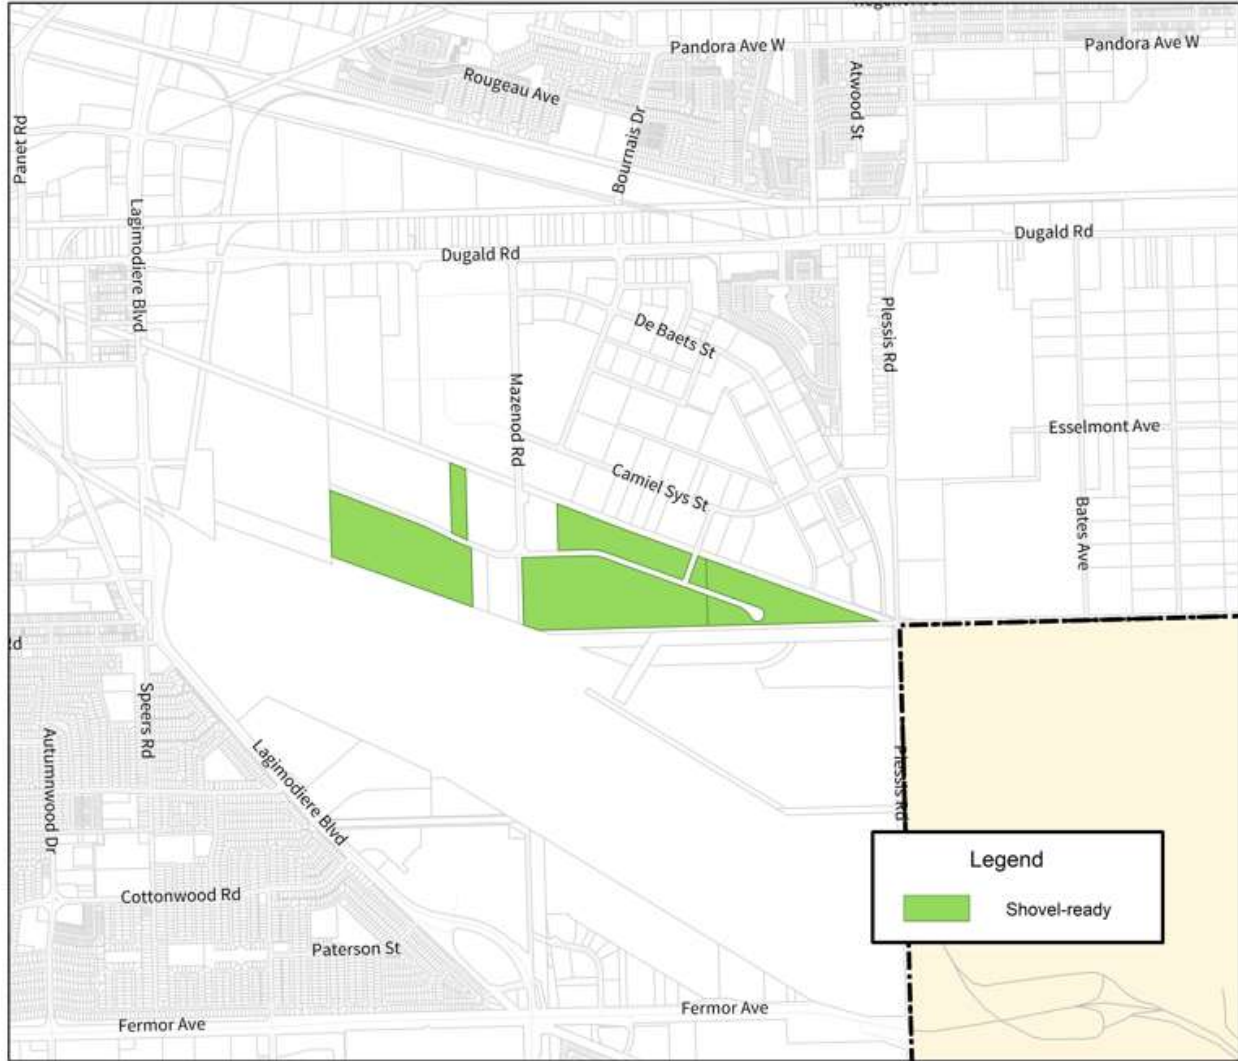 Pandora Ave W
Pandora Ave W
Rougeau Ave
Atwood St
Panet Rd
Bournais Dr
Lagimodiere Blvd
Dugald Rd
Dugald Rd
De Baets St
Plessis Rd
Mazenod Rd
Esselmont Ave
Camiel Sys St
Bates Ave
Rd
Speers Rd
Autumnwood Dr
Lagimodiere Blvd
Plessis Rd
Legend
Shovel-ready
Cottonwood Rd
Paterson St
Fermor Ave
Fermor Ave